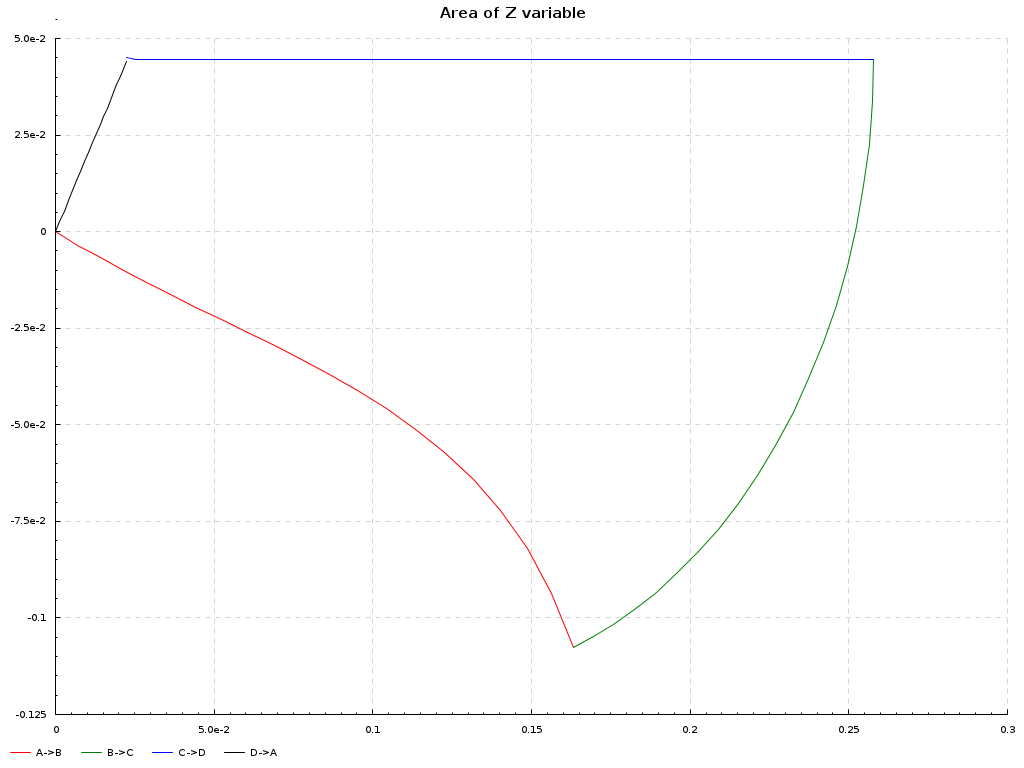 Area of Z variable
5.0e-2
2.5e-2
0
-2.5e-2
-5.0e-2
-7.5e-2
-0.1
-0.125
0 5.0e-2 0.1 0.15 0.2 0.25 0.3
A->B B->C C->D D->A